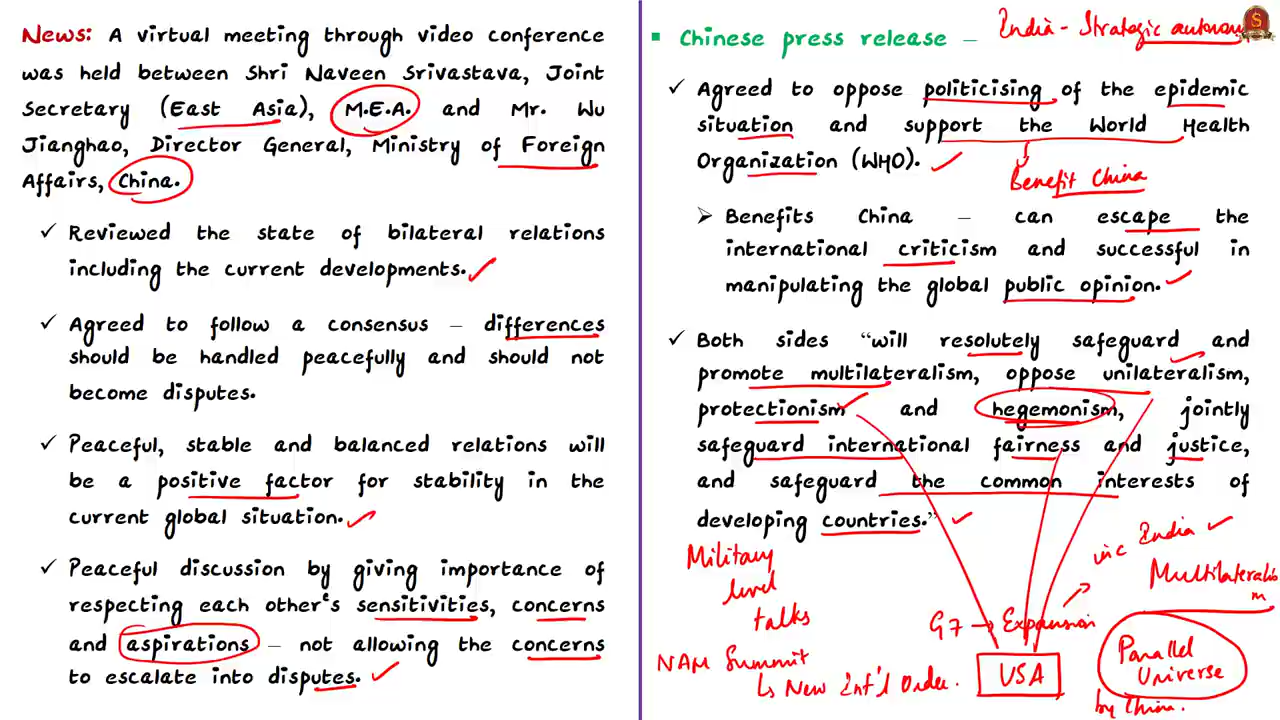 News: A virtual meeting through video conference
was held between Shri Naveen Srivastava, Joint
Secretary (East Asia), M.E.A. and Mr. Wu
Jianghao, Director General, Ministry of Foreign
Affairs, China.
✓ Reviewed the state of bilateral relations
including the current developments.
✓ Agreed to follow a consensus – differences
should be handled peacefully and should not
become disputes.
✓ Peaceful, stable and balanced relations will
be a positive factor for stability in the
current global situation.
✓ Peaceful discussion by giving importance of
respecting each other's sensitivities, concerns
and aspirations – not allowing the concerns
to escalate into disputes.
▪ Chinese press release –
India - Strategic autonomy
✓ Agreed to oppose politicising of the epidemic
situation and support the World Health
Organization (WHO).
Benefit China
➢ Benefits China – can escape the
international criticism and successful in
manipulating the global public opinion.
✓ Both sides “will resolutely safeguard and
promote multilateralism, oppose unilateralism,
protectionism and hegemonism, jointly
safeguard international fairness and justice,
and safeguard the common interests of
developing countries.”
Military
level
talks
NAM Summit
↳ New Int'l Order.
G7 → Expansion
inc India ✓
Multilateralis
m
USA
Parallel
Universe
by China.
S